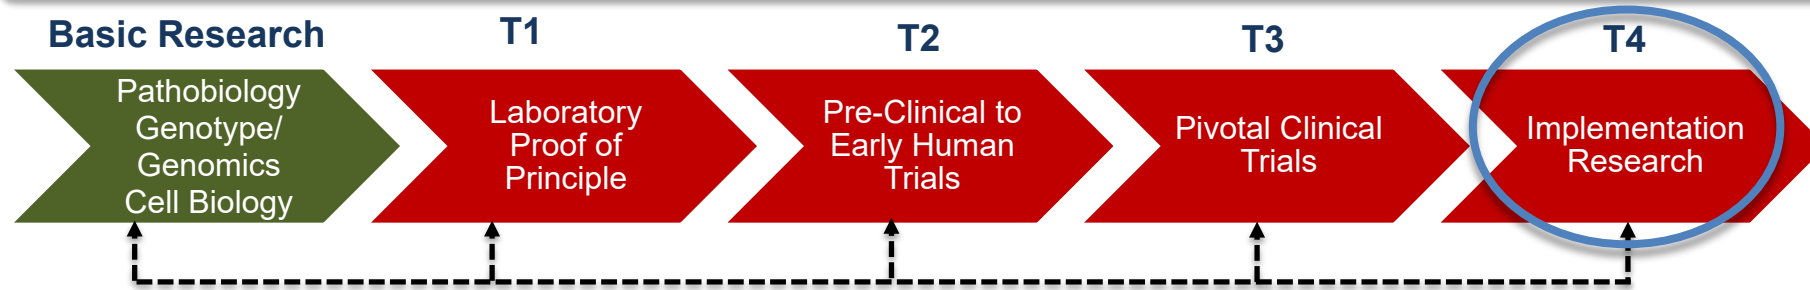 Basic Research
T1
T2
T3
T4
Pathobiology
Genotype/
Genomics
Cell Biology
Laboratory
Proof of
Principle
Pre-Clinical to
Early Human
Trials
Pivotal Clinical
Trials
Implementation
Research